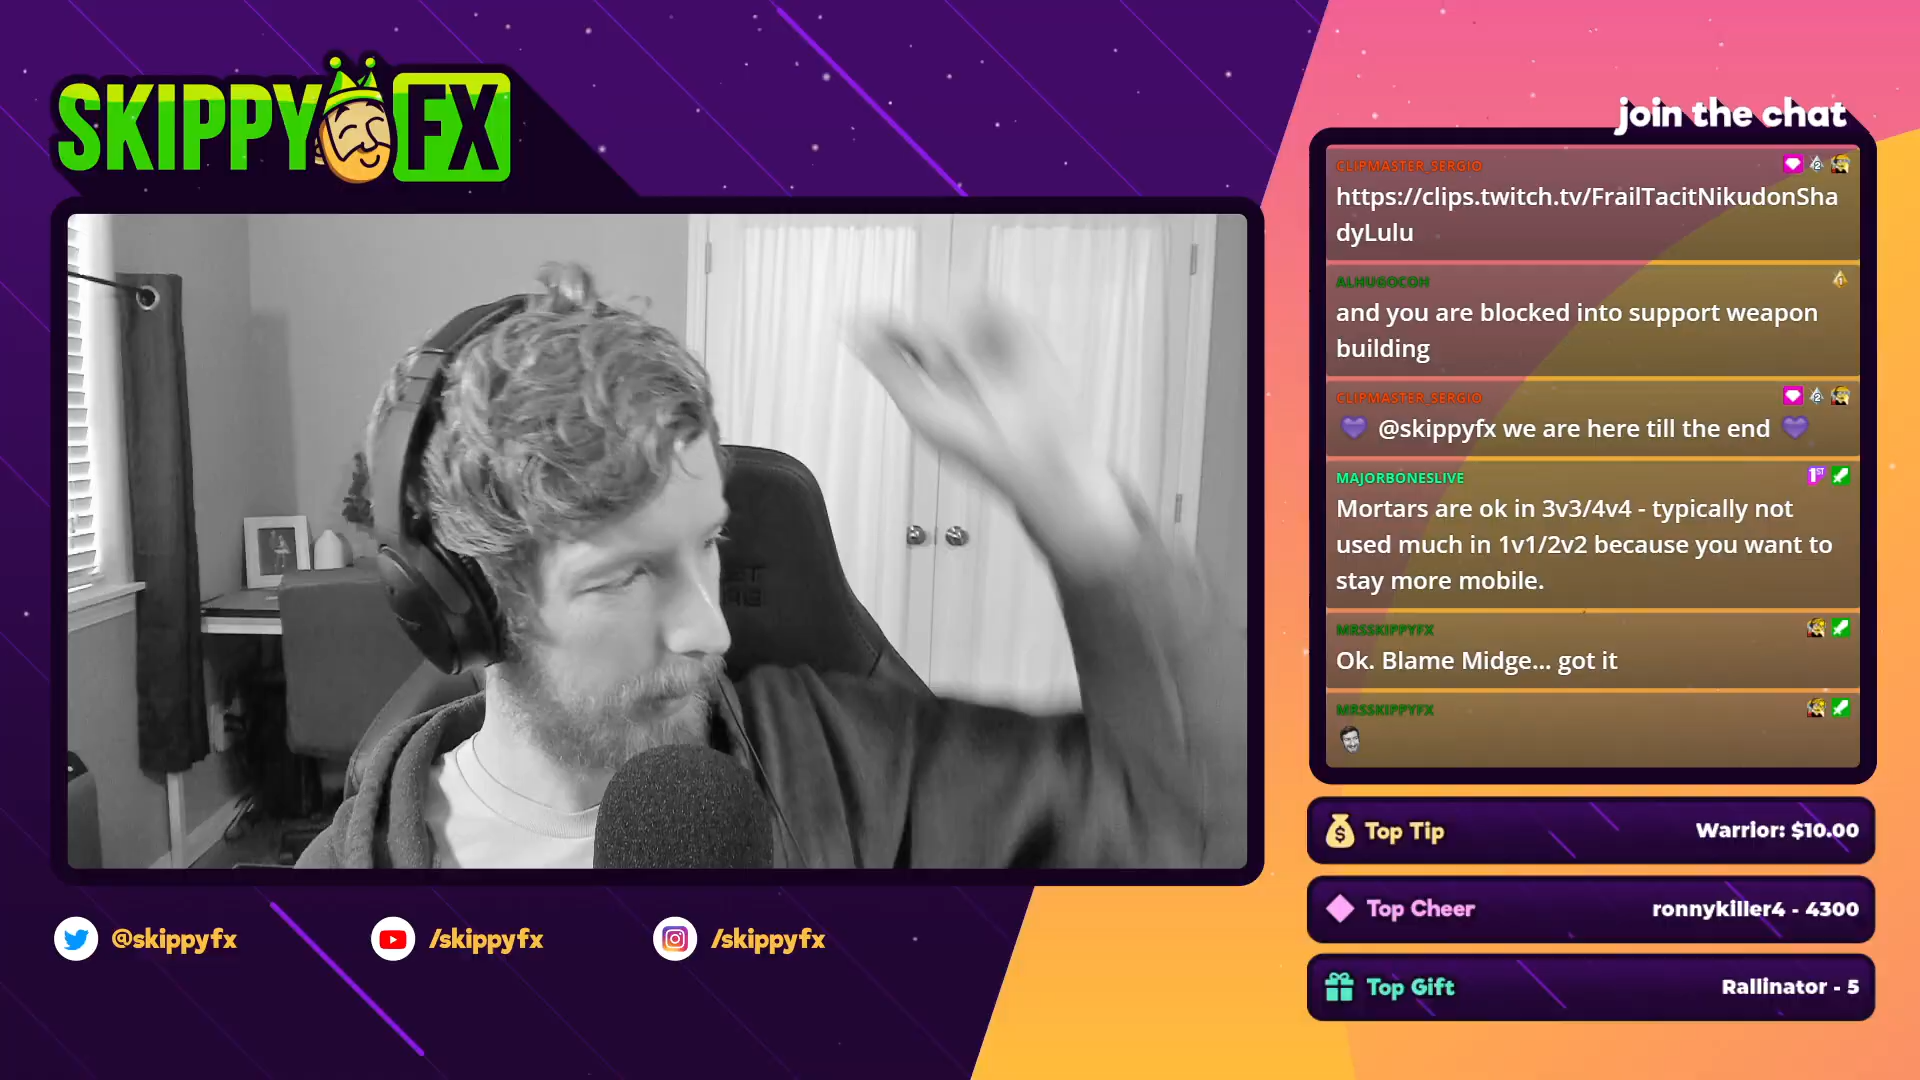 SKIPPY FX
join the chat
CLIPMASTER_SERGIO
https://clips.twitch.tv/FrailTacitNikudonSha
dyLulu
ALHUGOCOH
and you are blocked into support weapon
building
CLIPMASTER_SERGIO
@skippyfx we are here till the end
MAJORBONESLIVE
1ST
Mortars are ok in 3v3/4v4 - typically not
used much in 1v1/2v2 because you want to
stay more mobile.
MRSSKIPPYFX
Ok. Blame Midge... got it
MRSSKIPPYFX
Top Tip
Warrior: $10.00
Top Cheer
ronnykiller4 - 4300
Top Gift
Rallinator - 5
@skippyfx
/skippyfx
/skippyfx